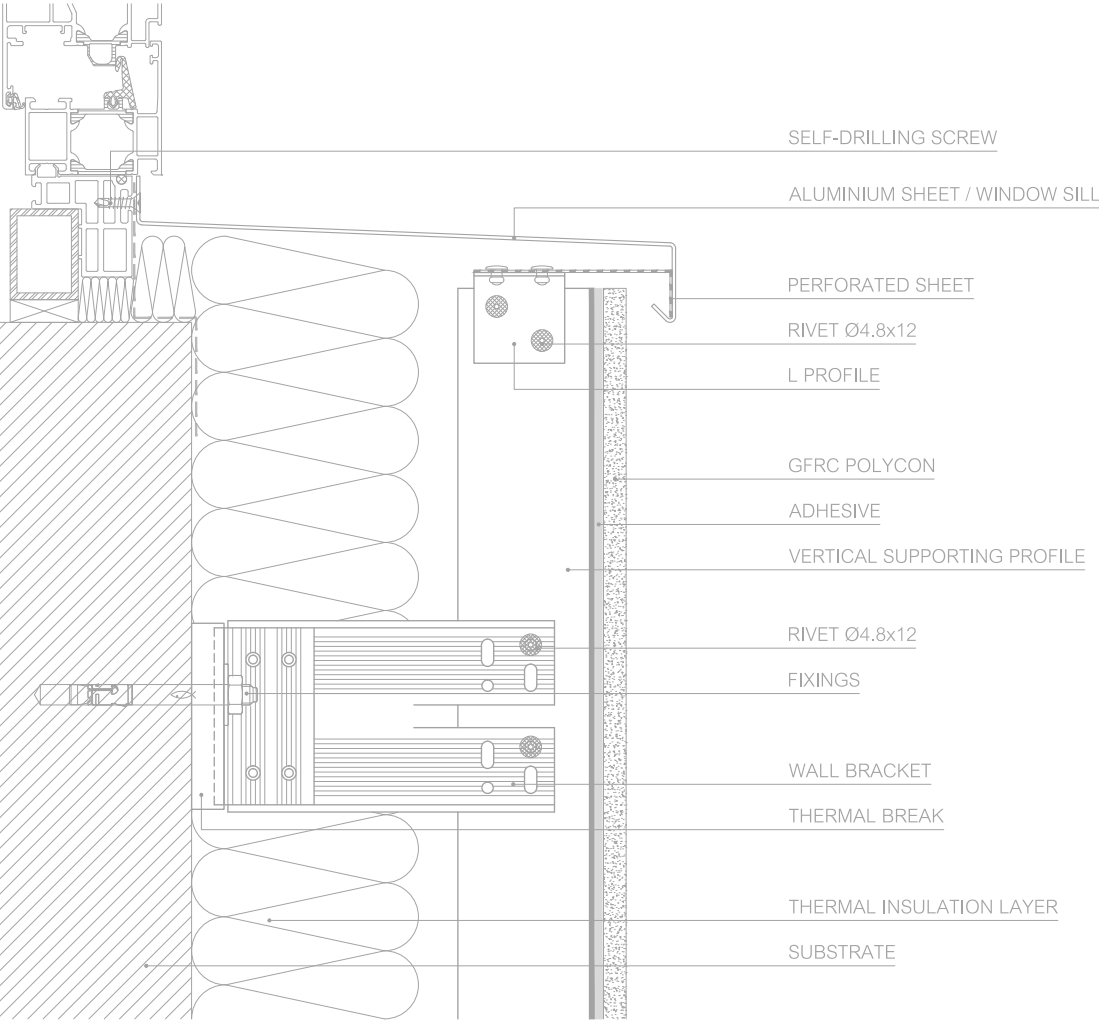 SELF-DRILLING SCREW
ALUMINIUM SHEET / WINDOW SILL
PERFORATED SHEET
RIVET Ø4.8x12
L PROFILE
GFRC POLYCON
ADHESIVE
VERTICAL SUPPORTING PROFILE
RIVET Ø4.8x12
FIXINGS
WALL BRACKET
THERMAL BREAK
THERMAL INSULATION LAYER
SUBSTRATE